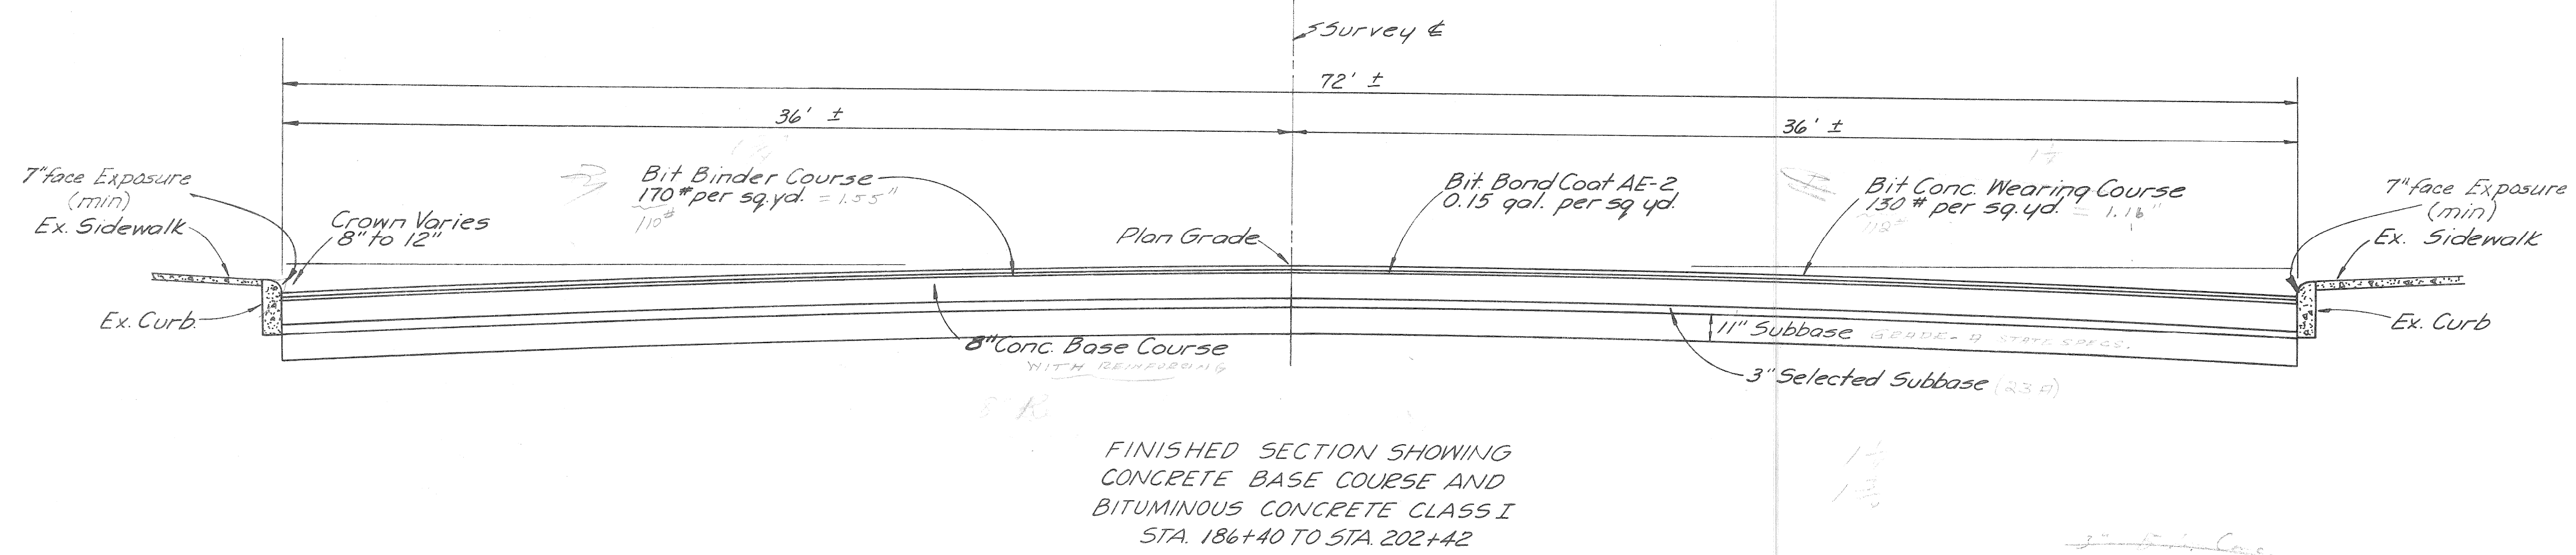 Survey ℄
72' ±
36' ±
36' ±
7" face Exposure
(min)
Ex. Sidewalk
Crown Varies
8" to 12"
Bit Binder Course
170 # per sq. yd. = 1.55"
110#
Plan Grade
Bit. Bond Coat AE-2
0.15 gal. per sq yd.
Bit Conc. Wearing Course
130 # per sq. yd. = 1.16"
7" face Exposure
(min)
Ex. Sidewalk
Ex. Curb
8" Conc. Base Course
WITH REINFORCING
11" Subbase GRADE A STATE SPECS.
3" Selected Subbase (23A)
Ex. Curb
FINISHED SECTION SHOWING
CONCRETE BASE COURSE AND
BITUMINOUS CONCRETE CLASS I
STA. 186+40 TO STA. 202+42